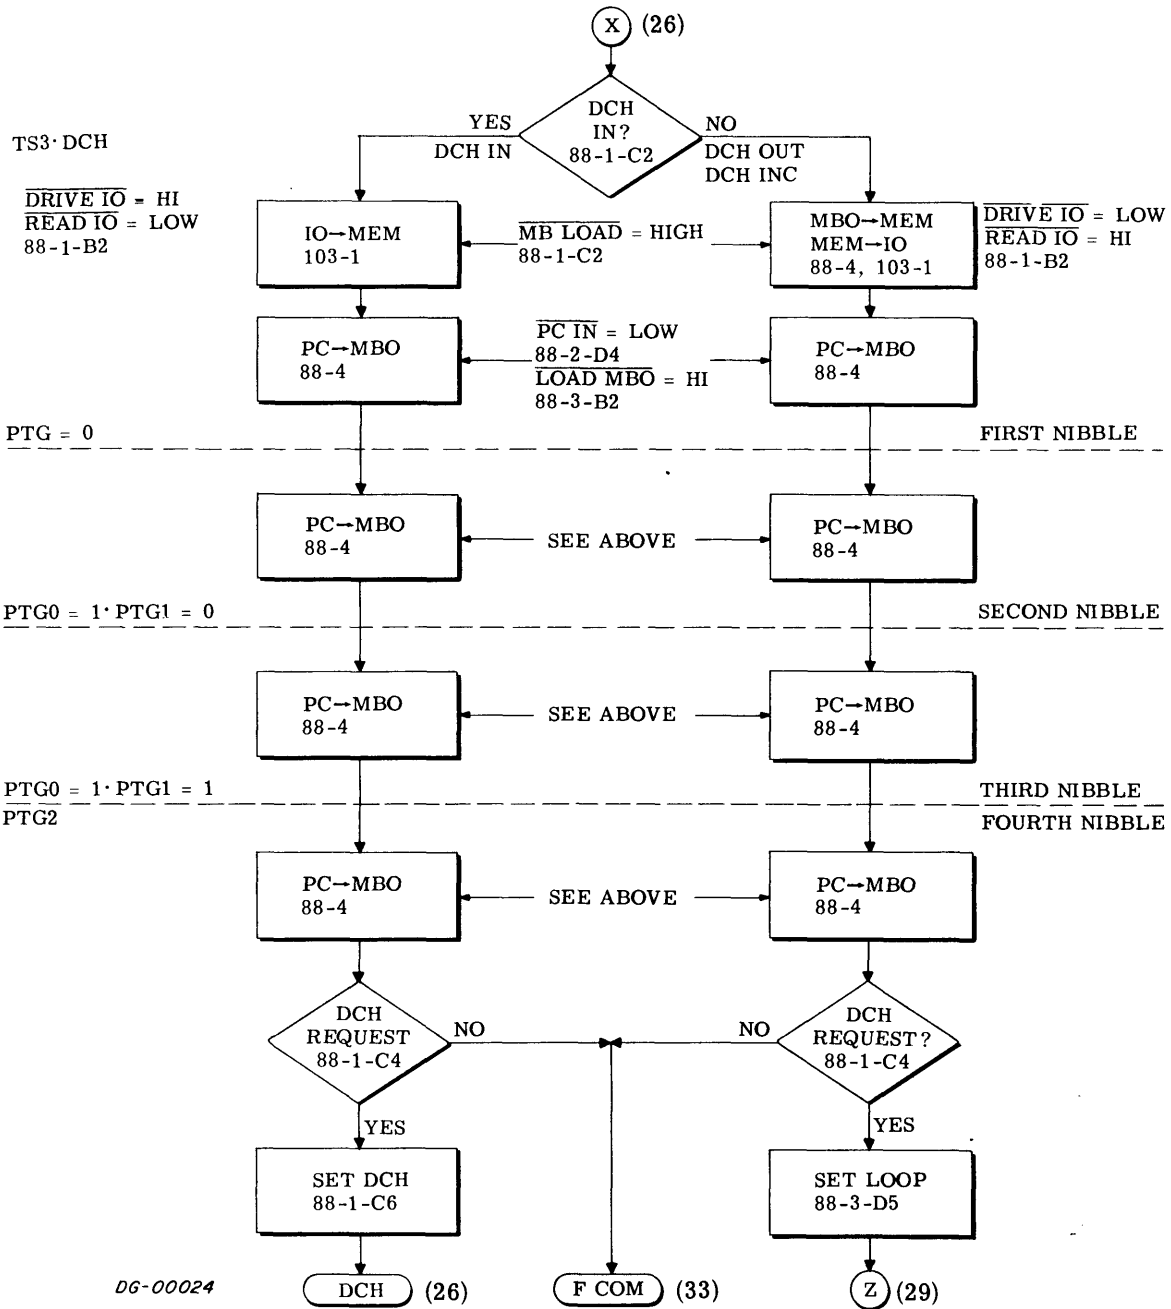 X (26)
DCH
IN?
88-1-C2
YES
DCH IN
NO
DCH OUT
DCH INC
TS3·DCH
DRIVE IO = HI
READ IO = LOW
88-1-B2
IO→MEM
103-1
MB LOAD = HIGH
88-1-C2
MBO→MEM
MEM→IO
88-4, 103-1
DRIVE IO = LOW
READ IO = HI
88-1-B2
PC→MBO
88-4
PC IN = LOW
88-2-D4
LOAD MBO = HI
88-3-B2
PC→MBO
88-4
PTG = 0
FIRST NIBBLE
PC→MBO
88-4
SEE ABOVE
PC→MBO
88-4
PTG0 = 1·PTG1 = 0
SECOND NIBBLE
PC→MBO
88-4
SEE ABOVE
PC→MBO
88-4
PTG0 = 1·PTG1 = 1
THIRD NIBBLE
PTG2
FOURTH NIBBLE
PC→MBO
88-4
SEE ABOVE
PC→MBO
88-4
DCH
REQUEST
88-1-C4
NO
NO
DCH
REQUEST?
88-1-C4
YES
YES
SET DCH
88-1-C6
SET LOOP
88-3-D5
DG-00024
DCH (26)
F COM (33)
Z (29)